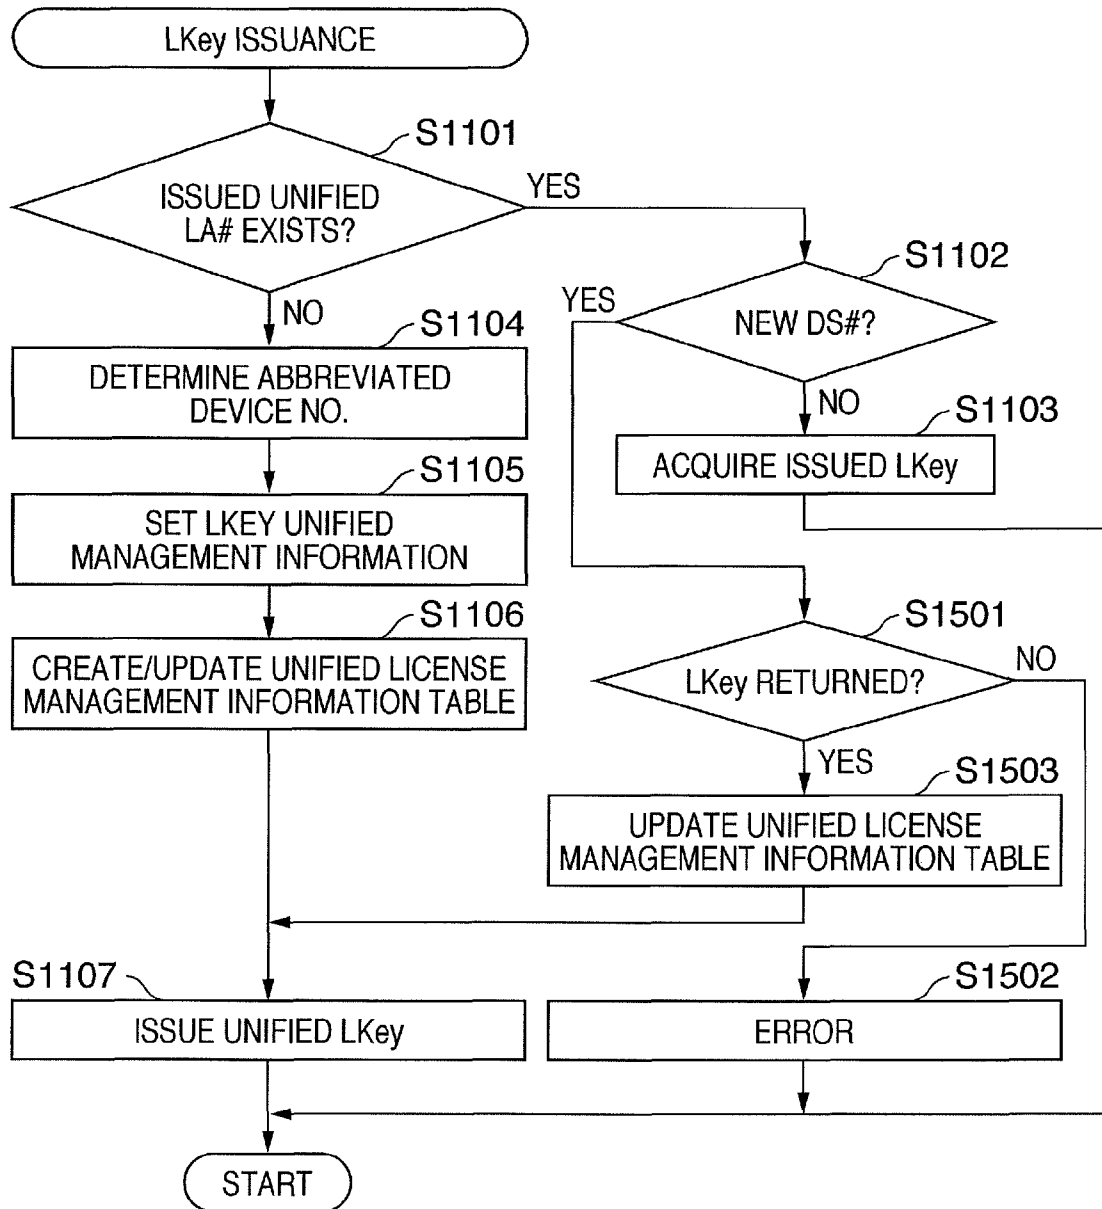 LKey ISSUANCE
S1101
ISSUED UNIFIED
LA# EXISTS?
YES
NO
S1102
NEW DS#?
YES
NO
S1103
ACQUIRE ISSUED LKey
S1104
DETERMINE ABBREVIATED
DEVICE NO.
S1105
SET LKEY UNIFIED
MANAGEMENT INFORMATION
S1106
CREATE/UPDATE UNIFIED LICENSE
MANAGEMENT INFORMATION TABLE
S1501
LKey RETURNED?
NO
YES
S1503
UPDATE UNIFIED LICENSE
MANAGEMENT INFORMATION TABLE
S1107
ISSUE UNIFIED LKey
S1502
ERROR
START